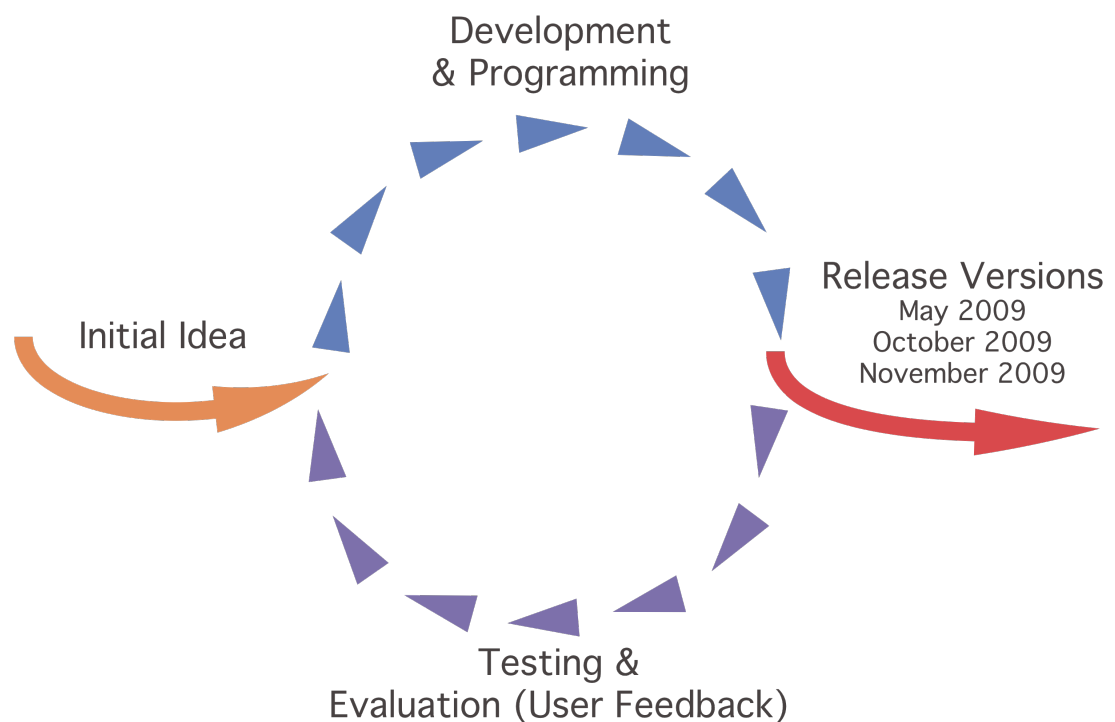 Development
& Programming
Initial Idea
Release Versions
May 2009
October 2009
November 2009
Testing &
Evaluation (User Feedback)